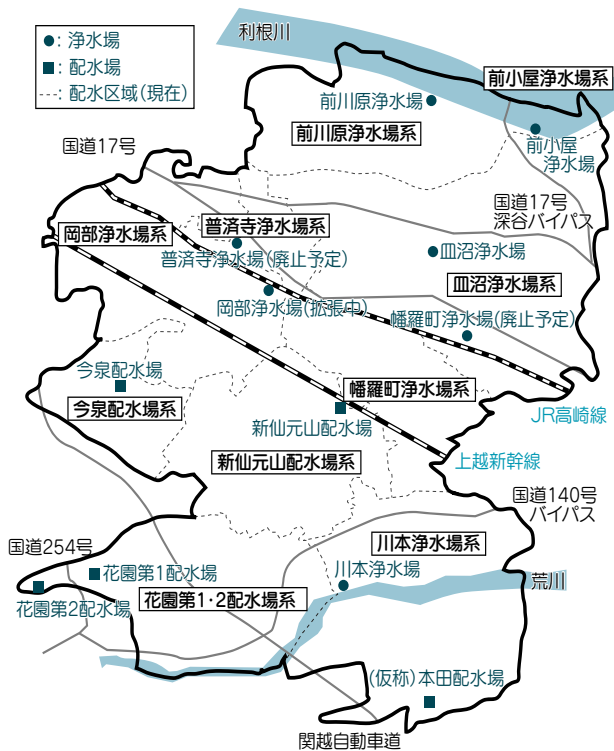 利根川
●: 浄水場
■: 配水場
----: 配水区域(現在)
前小屋浄水場系
前川原浄水場
前川原浄水場系
前小屋
浄水場
国道17号
国道17号
深谷バイパス
岡部浄水場系
普済寺浄水場系
普済寺浄水場(廃止予定)
皿沼浄水場
皿沼浄水場系
岡部浄水場(拡張中)
幡羅町浄水場(廃止予定)
今泉配水場
今泉配水場系
幡羅町浄水場系
新仙元山配水場
JR高崎線
新仙元山配水場系
上越新幹線
国道140号
バイパス
国道254号
川本浄水場系
花園第1配水場
川本浄水場
荒川
花園第2配水場
花園第1・2配水場系
(仮称)本田配水場
関越自動車道